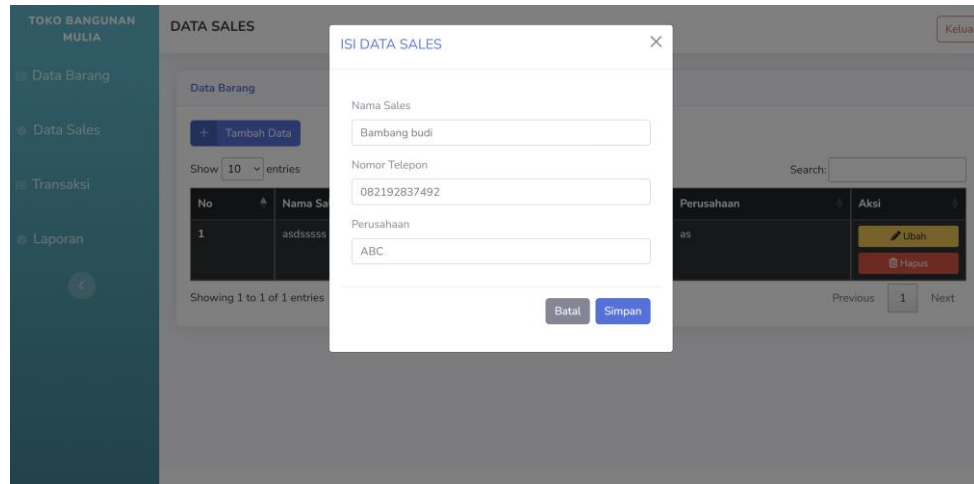 TOKO BANGUNAN
MULIA
Data Barang
Data Sales
Transaksi
Laporan
DATA SALES
Data Barang
+ Tambah Data
Show 10 entries
Search:
No Nama Sa Perusahaan Aksi
1 asdsssss as Ubah
Hapus
Showing 1 to 1 of 1 entries
Previous 1 Next
Kelua
ISI DATA SALES
Nama Sales
Bambang budi
Nomor Telepon
082192837492
Perusahaan
ABC
Batal Simpan